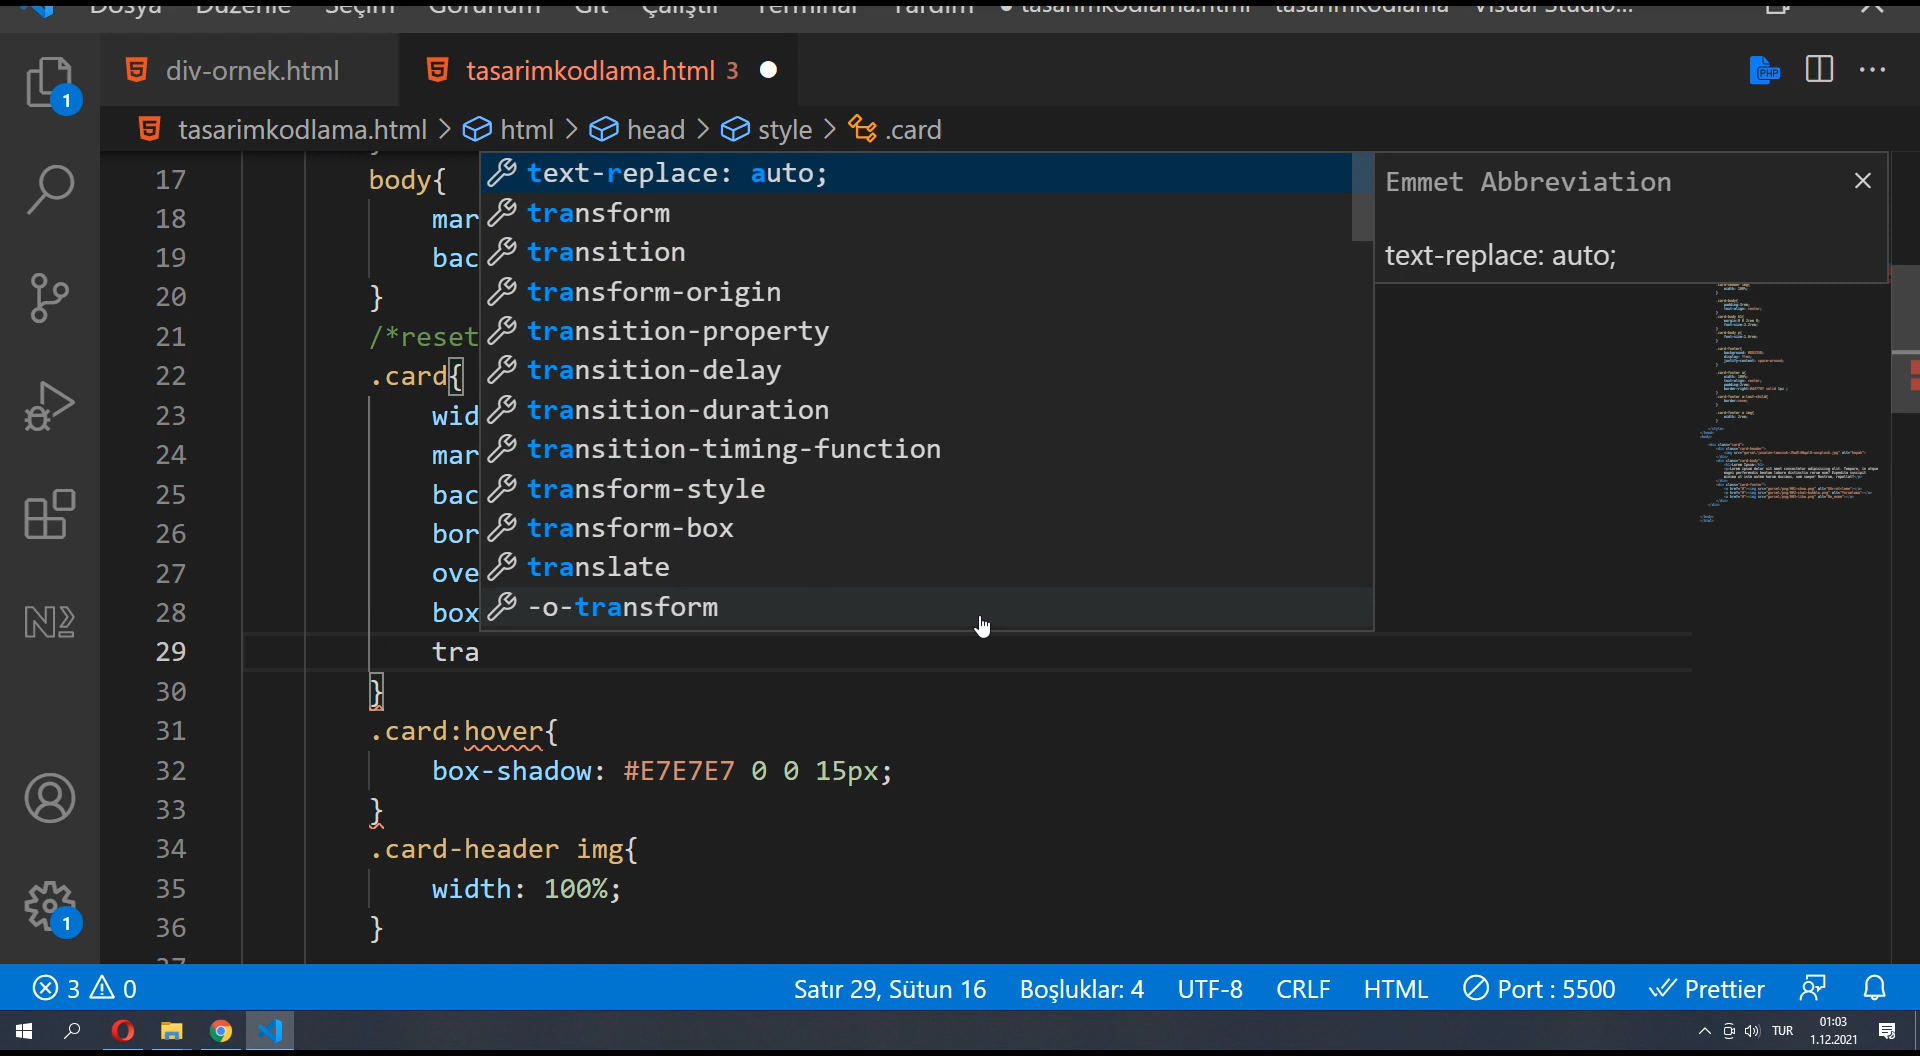 Dosya Düzenle Seçim Görünüm Git Çalıştır Terminal Yardım ● tasarimkodlama.html - tasarimkodlama - Visual Studio...
div-ornek.html
tasarimkodlama.html 3
tasarimkodlama.html > html > head > style > .card
17 body{
18 mar
19 bac
20 }
21 /*reset
22 .card{
23 wid
24 mar
25 bac
26 bor
27 ove
28 box
29 tra
30 }
31 .card:hover{
32 box-shadow: #E7E7E7 0 0 15px;
33 }
34 .card-header img{
35 width: 100%;
36 }
text-replace: auto;
transform
transition
transform-origin
transition-property
transition-delay
transition-duration
transition-timing-function
transform-style
transform-box
translate
-o-transform
Emmet Abbreviation
text-replace: auto;
1
1
PHP
3 0
Satır 29, Sütun 16 Boşluklar: 4 UTF-8 CRLF HTML Port : 5500 Prettier
TUR
01:03
1.12.2021